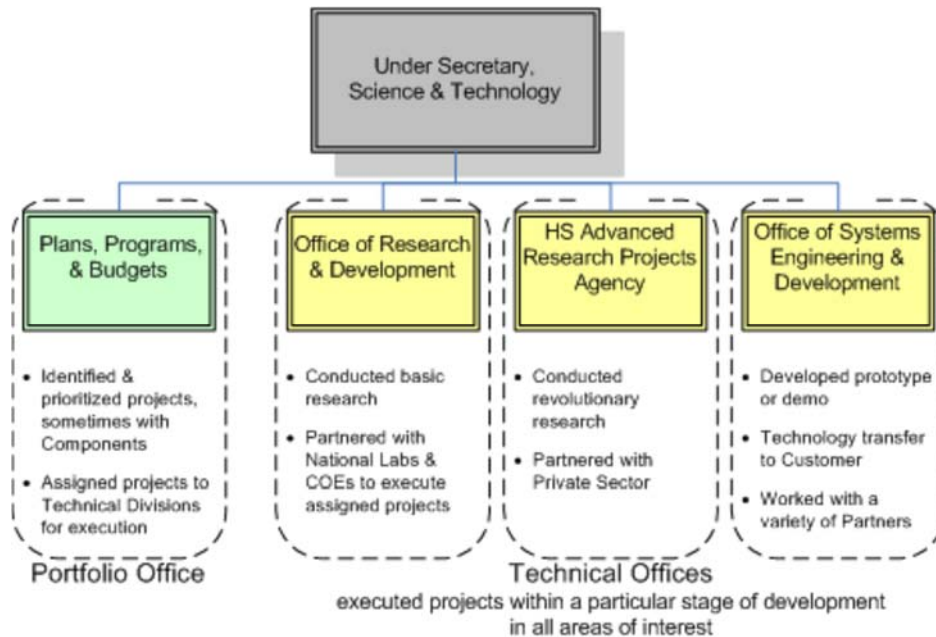 Under Secretary,
Science & Technology
Plans, Programs,
& Budgets
• Identified &
prioritized projects,
sometimes with
Components
• Assigned projects to
Technical Divisions
for execution
Portfolio Office
Office of Research
& Development
• Conducted basic
research
• Partnered with
National Labs &
COEs to execute
assigned projects
HS Advanced
Research Projects
Agency
• Conducted
revolutionary
research
• Partnered with
Private Sector
Office of Systems
Engineering &
Development
• Developed prototype
or demo
• Technology transfer
to Customer
• Worked with a
variety of Partners
Technical Offices
executed projects within a particular stage of development
in all areas of interest